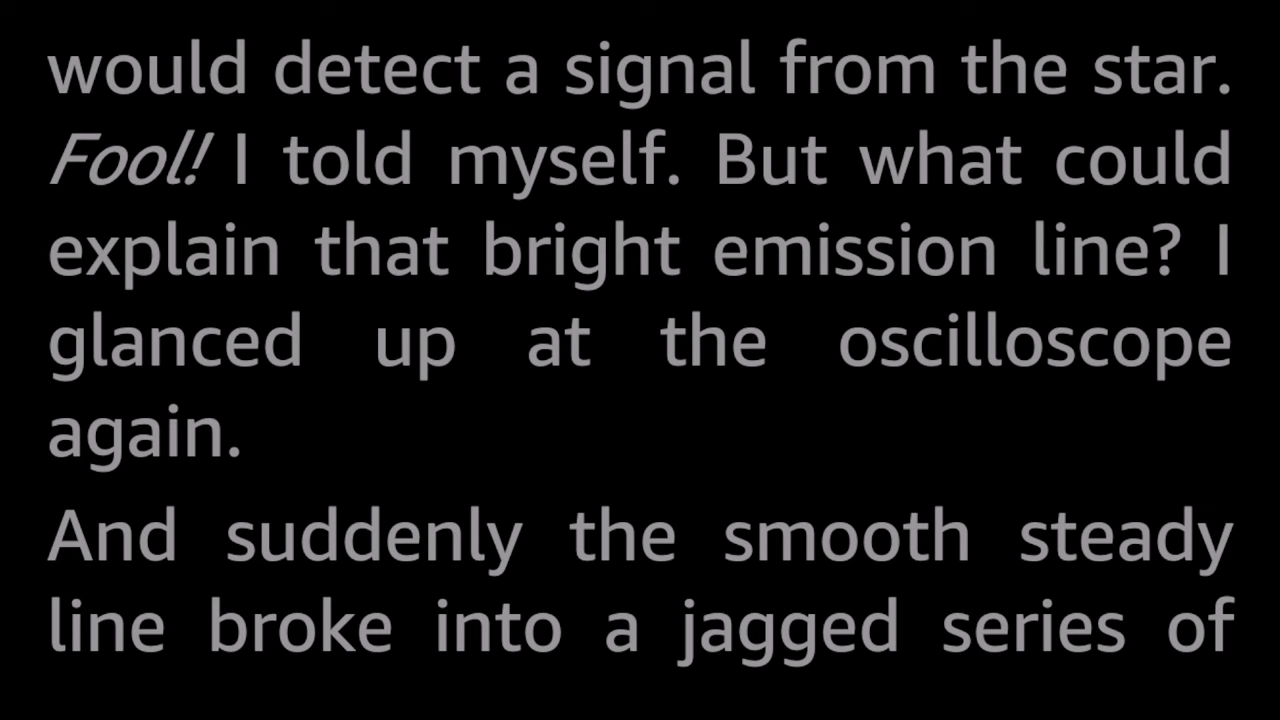 would detect a signal from the star.
Fool! I told myself. But what could
explain that bright emission line? I
glanced up at the oscilloscope
again.
And suddenly the smooth steady
line broke into a jagged series of